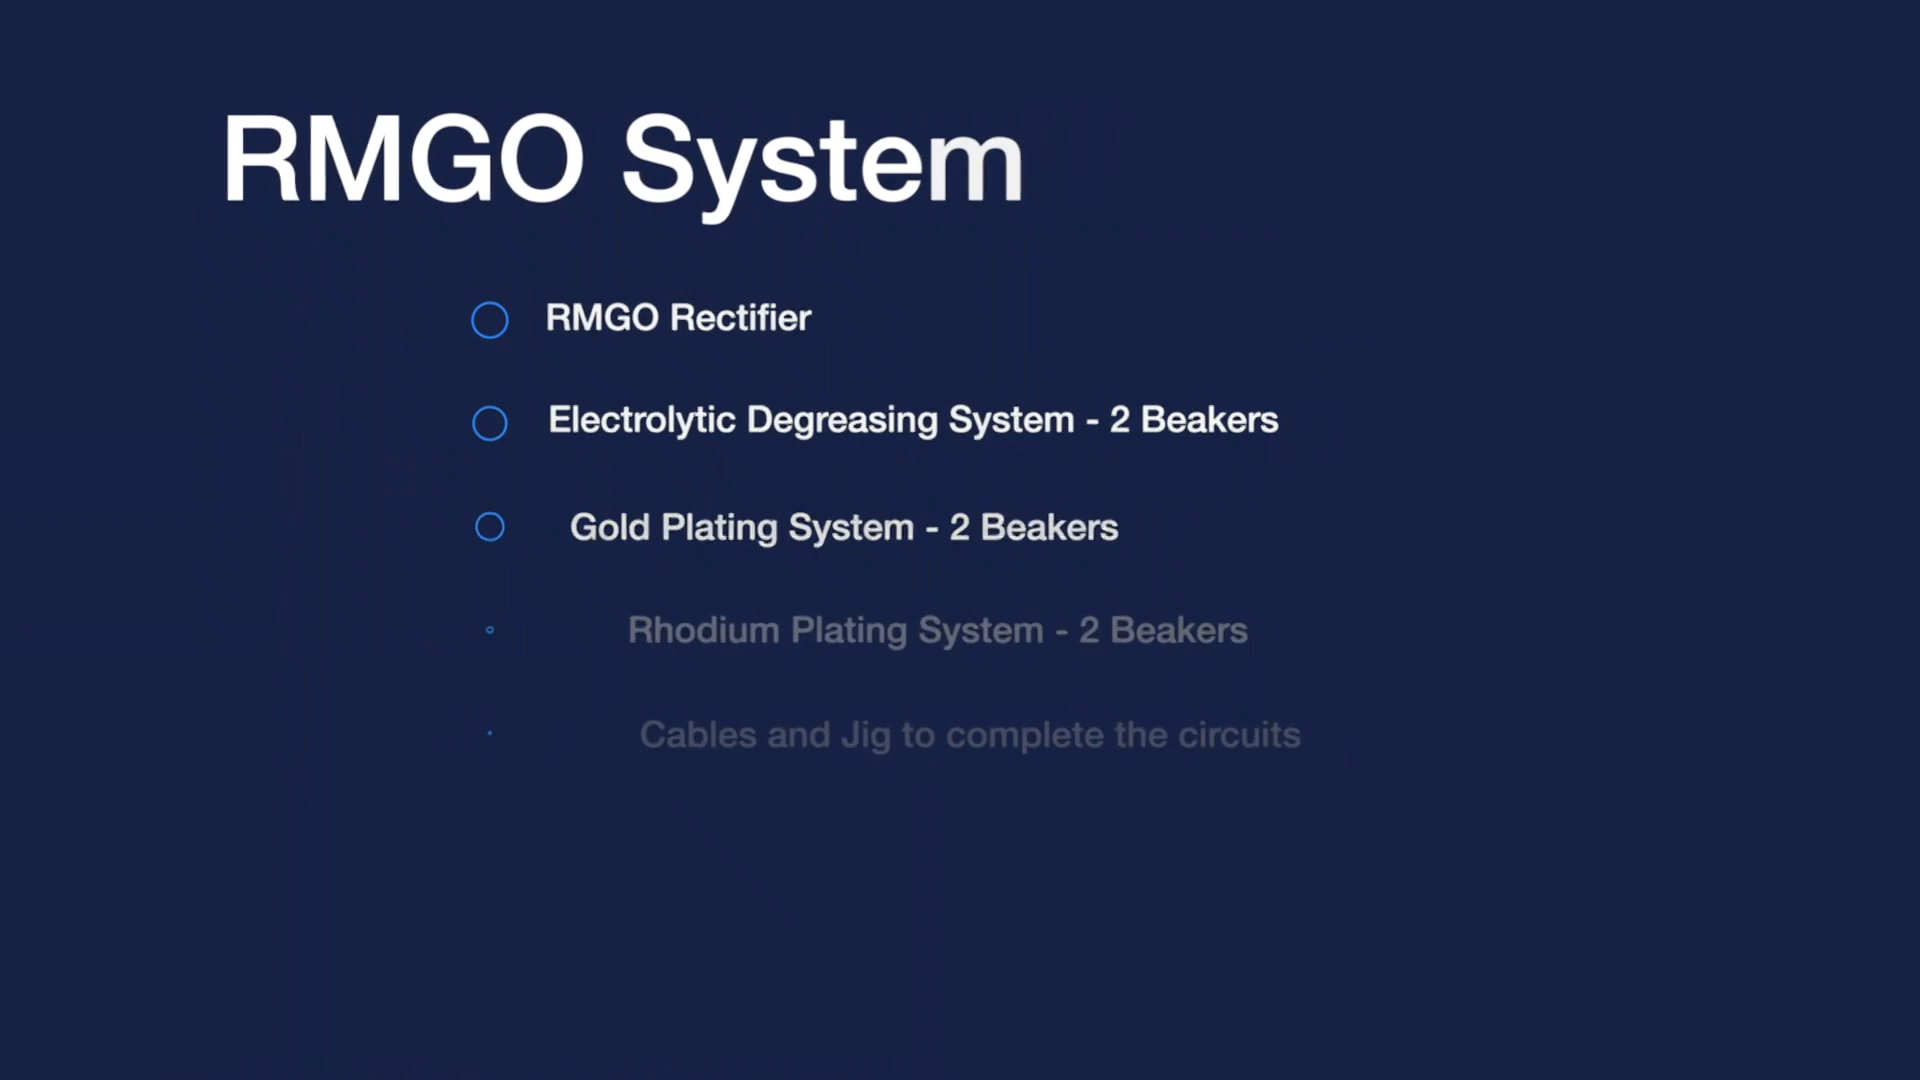 RMGO System
RMGO Rectifier
Electrolytic Degreasing System - 2 Beakers
Gold Plating System - 2 Beakers
Rhodium Plating System - 2 Beakers
Cables and Jig to complete the circuits